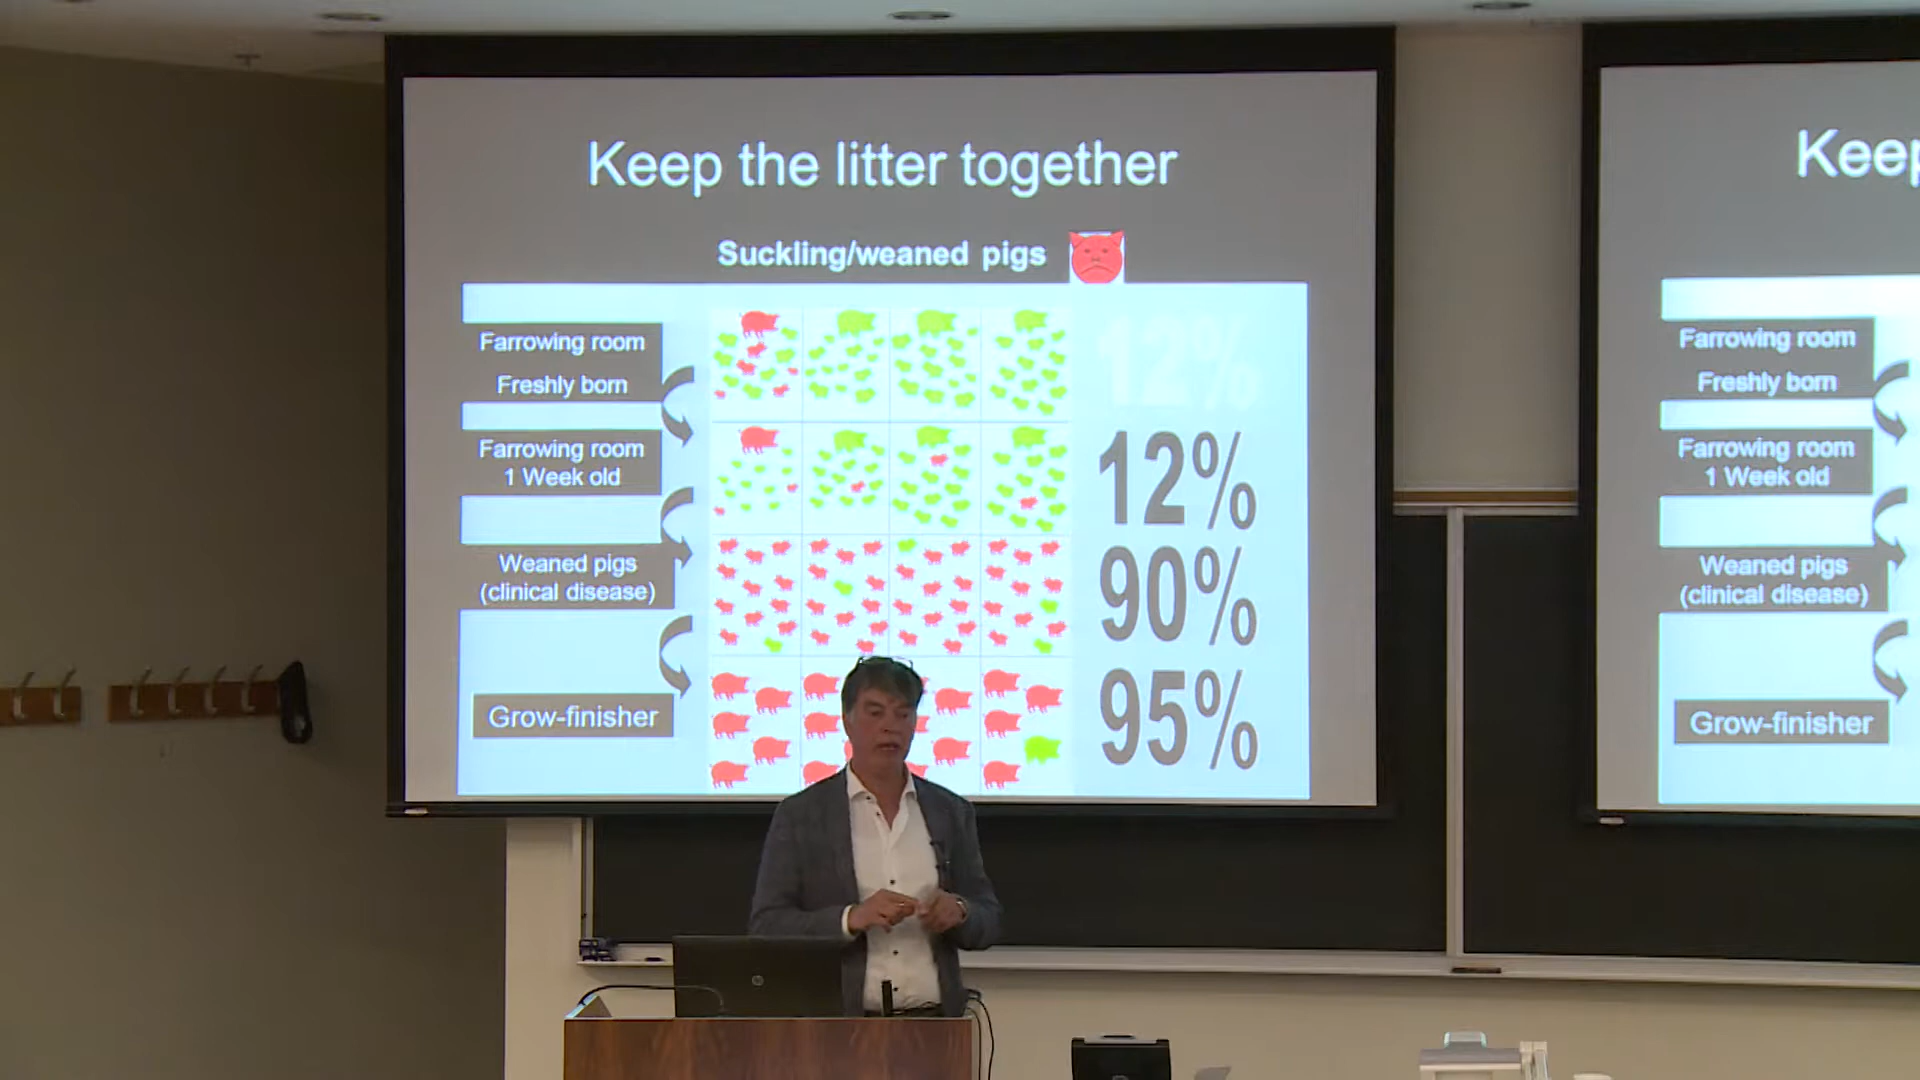 Keep the litter together
Suckling/weaned pigs
Farrowing room
Freshly born
12%
Farrowing room
1 Week old
12%
Weaned pigs
(clinical disease)
90%
Grow-finisher
95%
hp
Keep
Farrowing room
Freshly born
Farrowing room
1 Week old
Weaned pigs
(clinical disease)
Grow-finisher